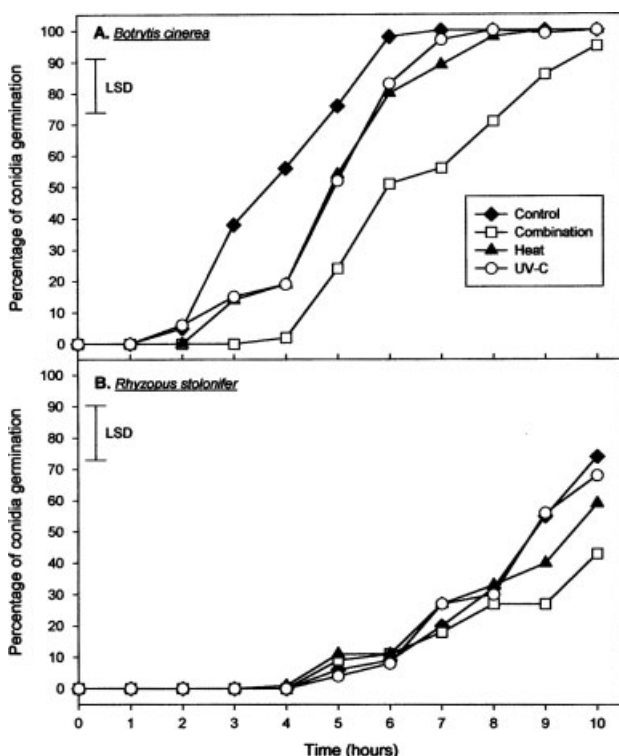 A. Botrytis cinerea
LSD
Percentage of conidia germination
100
90
80
70
60
50
40
30
20
10
0
Control
Combination
Heat
UV-C
B. Rhyzopus stolonifer
LSD
Percentage of conidia germination
100
90
80
70
60
50
40
30
20
10
0
0 1 2 3 4 5 6 7 8 9 10
Time (hours)